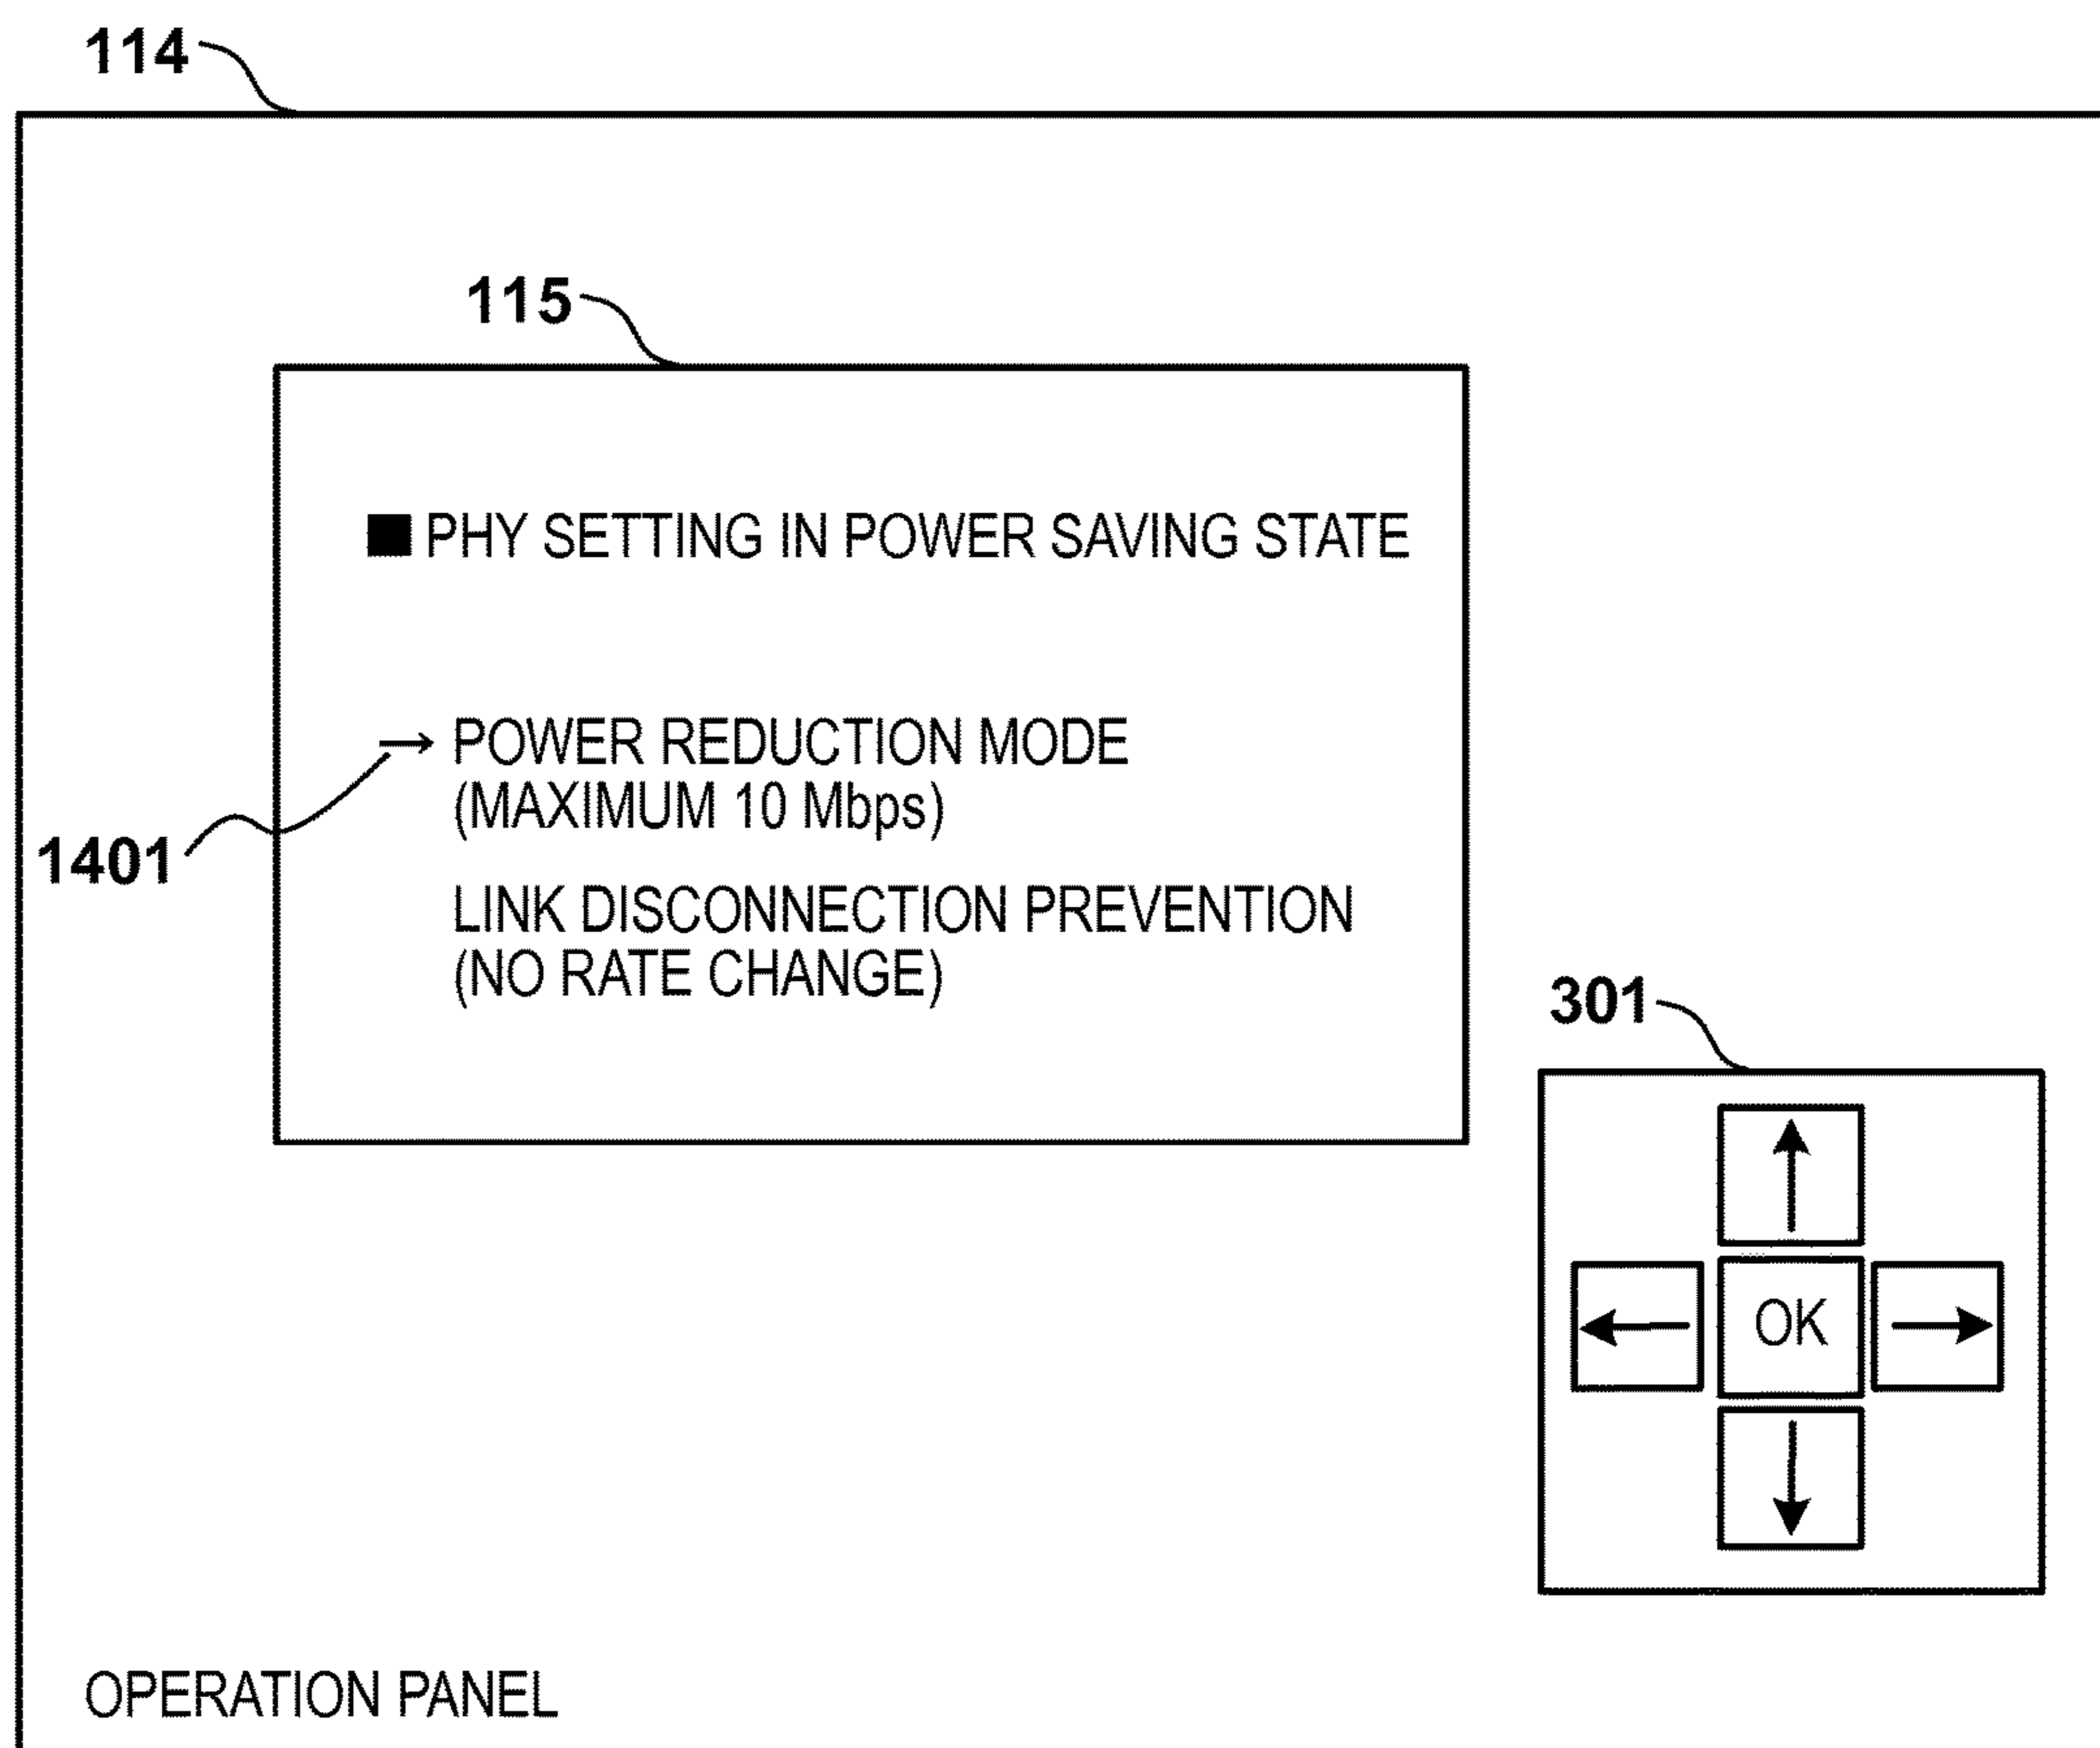 114
115
■ PHY SETTING IN POWER SAVING STATE
→ POWER REDUCTION MODE
(MAXIMUM 10 Mbps)
1401
LINK DISCONNECTION PREVENTION
(NO RATE CHANGE)
301
OK
OPERATION PANEL